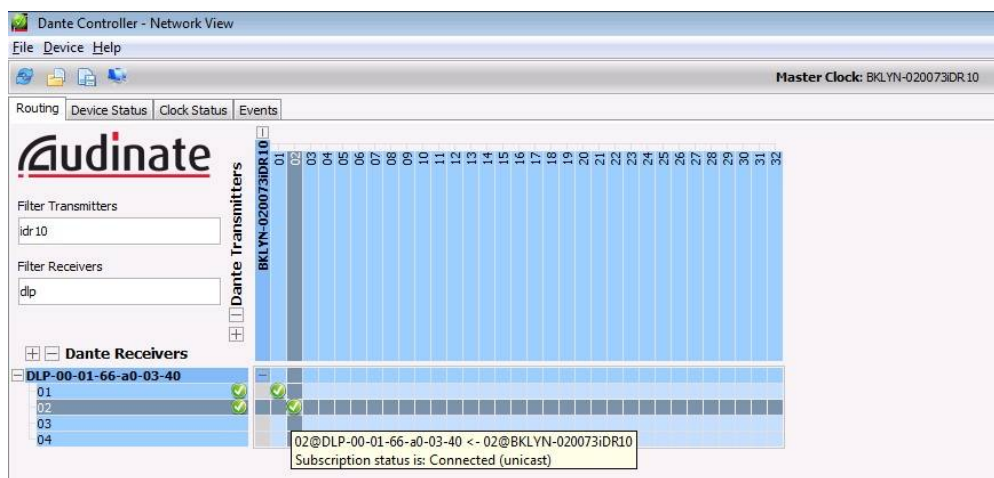 Dante Controller - Network View
File Device Help
Master Clock: BKLYN-020073iDR10
Routing Device Status Clock Status Events
Audinate
Filter Transmitters
idr10
Filter Receivers
dlp
Dante Transmitters
BKLYN-020073iDR10
01 02 03 04 05 06 07 08 09 10 11 12 13 14 15 16 17 18 19 20 21 22 23 24 25 26 27 28 29 30 31 32
Dante Receivers
DLP-00-01-66-a0-03-40
01
02
03
04
02@DLP-00-01-66-a0-03-40 <- 02@BKLYN-020073iDR10
Subscription status is: Connected (unicast)